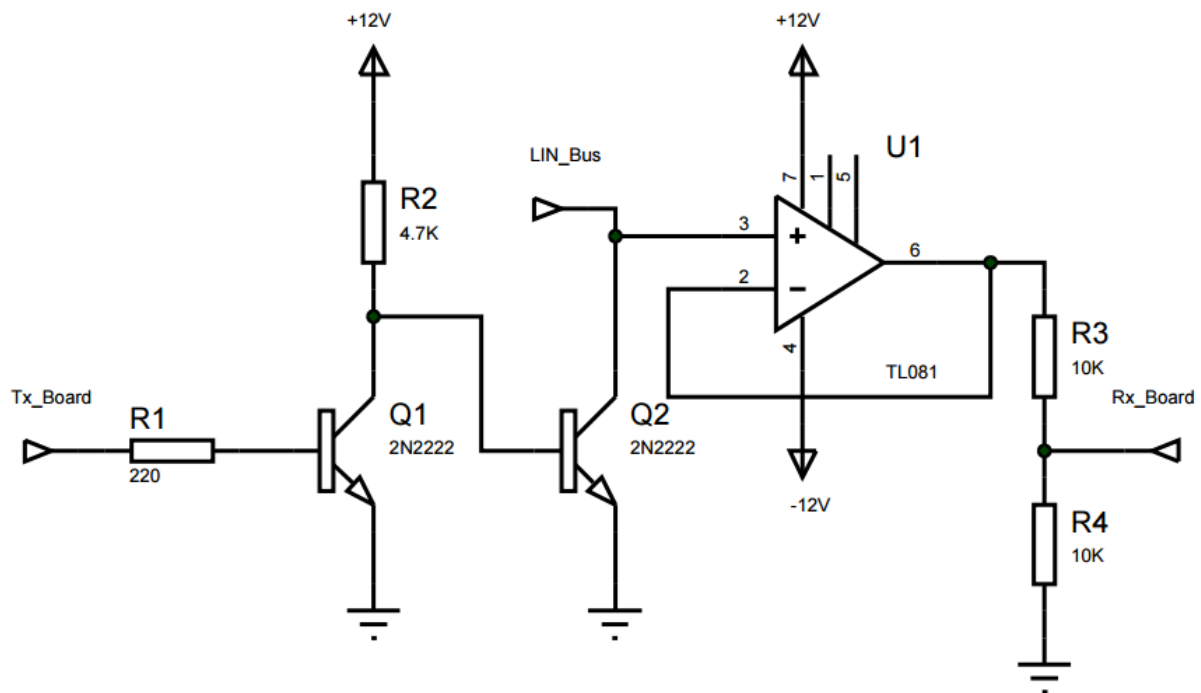 +12V
+12V
LIN_Bus
U1
7
1
5
R2
4.7K
3
+
6
2
−
4
TL081
R3
10K
Tx_Board
R1
220
Q1
2N2222
Q2
2N2222
Rx_Board
-12V
R4
10K